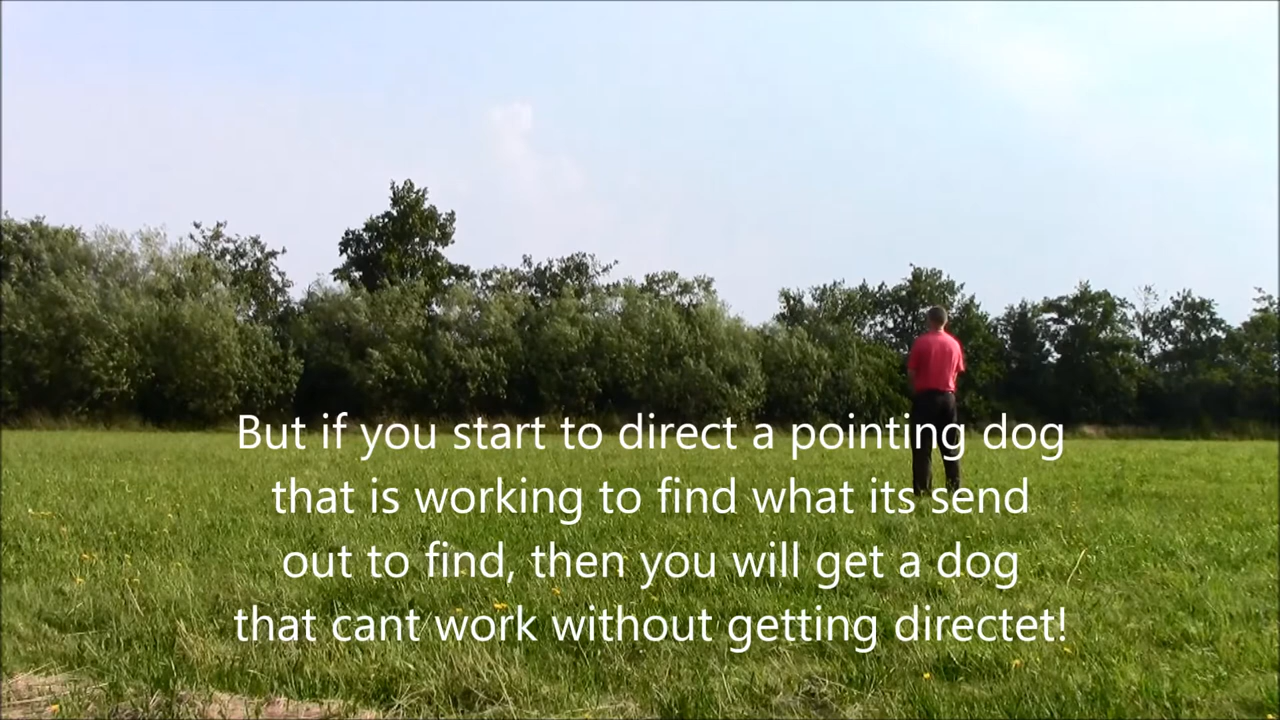 But if you start to direct a pointing dog
that is working to find what its send
out to find, then you will get a dog
that cant work without getting directet!